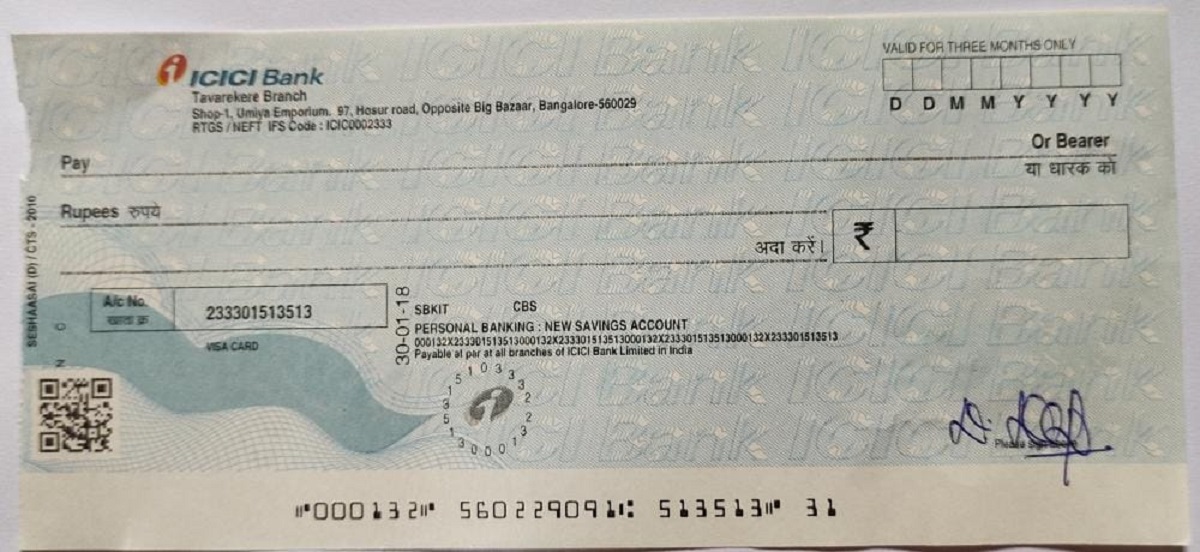 VALID FOR THREE MONTHS ONLY
ICICI Bank
D D M M Y Y Y Y
Tavarekere Branch
Shop-1, Umiya Emporium. 97, Hosur road, Opposite Big Bazaar, Bangalore-560029
RTGS / NEFT IFS Code : ICIC0002333
Pay
Or Bearer
या धारक को
Rupees रुपये
अदा करें।
₹
SESHAASAI (D) / CTS - 2010
A/c No.
खाता क्र
233301513513
VISA CARD
30-01-18
SBKIT CBS
PERSONAL BANKING : NEW SAVINGS ACCOUNT
000132X233301513513000132X233301513513000132X233301513513000132X233301513513
Payable at par at all branches of ICICI Bank Limited in India
⑈000132⑈ 560229091⑆ 513513⑈ 31